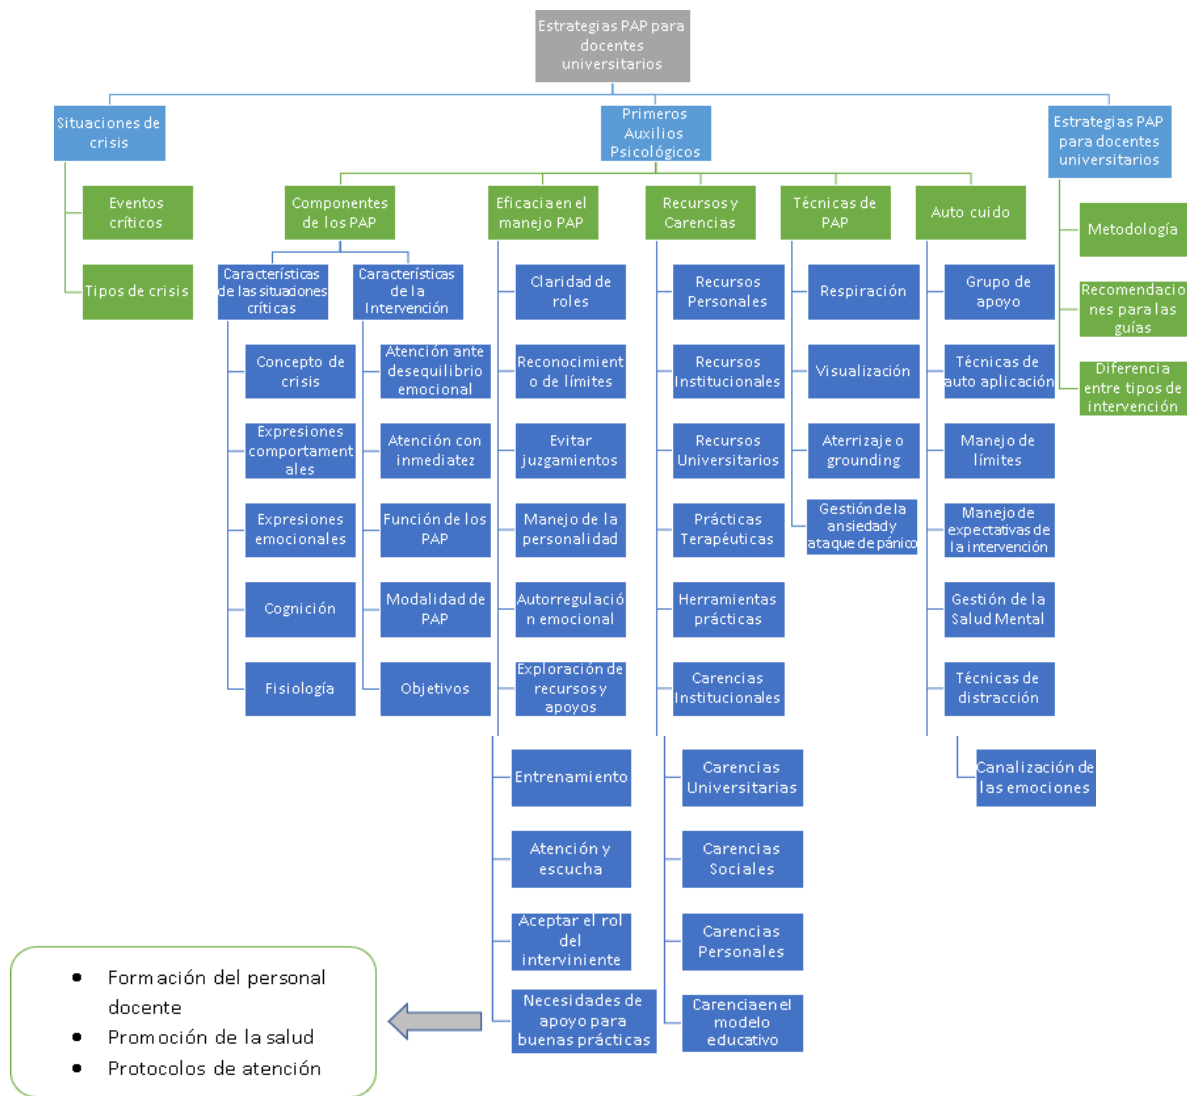 Estrategias PAP para
docentes
universitarios
Situaciones de
crisis
Primeros
Auxilios
Psicológicos
Estrategias PAP
para docentes
universitarios
Eventos
críticos
Tipos de crisis
Componentes
de los PAP
Eficacia en el
manejo PAP
Recursos y
Carencias
Técnicas de
PAP
Auto cuido
Metodología
Recomendacio
nes para las
guías
Diferencia
entre tipos de
intervención
Características
de las situaciones
críticas
Concepto de
crisis
Expresiones
comportament
ales
Expresiones
emocionales
Cognición
Fisiología
Características
de la
Intervención
Atención ante
desequilibrio
emocional
Atención con
inmediatez
Función de los
PAP
Modalidad de
PAP
Objetivos
Claridad de
roles
Reconocimient
o de límites
Evitar
juzgamientos
Manejo de la
personalidad
Autorregulació
n emocional
Exploración de
recursos y
apoyos
Entrenamiento
Atención y
escucha
Aceptar el rol
del
interviniente
Necesidades de
apoyo para
buenas prácticas
Recursos
Personales
Recursos
Institucionales
Recursos
Universitarios
Prácticas
Terapéuticas
Herramientas
prácticas
Carencias
Institucionales
Carencias
Universitarias
Carencias
Sociales
Carencias
Personales
Carencia en el
modelo
educativo
Respiración
Visualización
Aterrizaje o
grounding
Gestión de la
ansiedad y
ataque de pánico
Grupo de
apoyo
Técnicas de
auto aplicación
Manejo de
límites
Manejo de
expectativas de
la intervención
Gestión de la
Salud Mental
Técnicas de
distracción
Canalización de
las emociones
• Formación del personal
docente
• Promoción de la salud
• Protocolos de atención